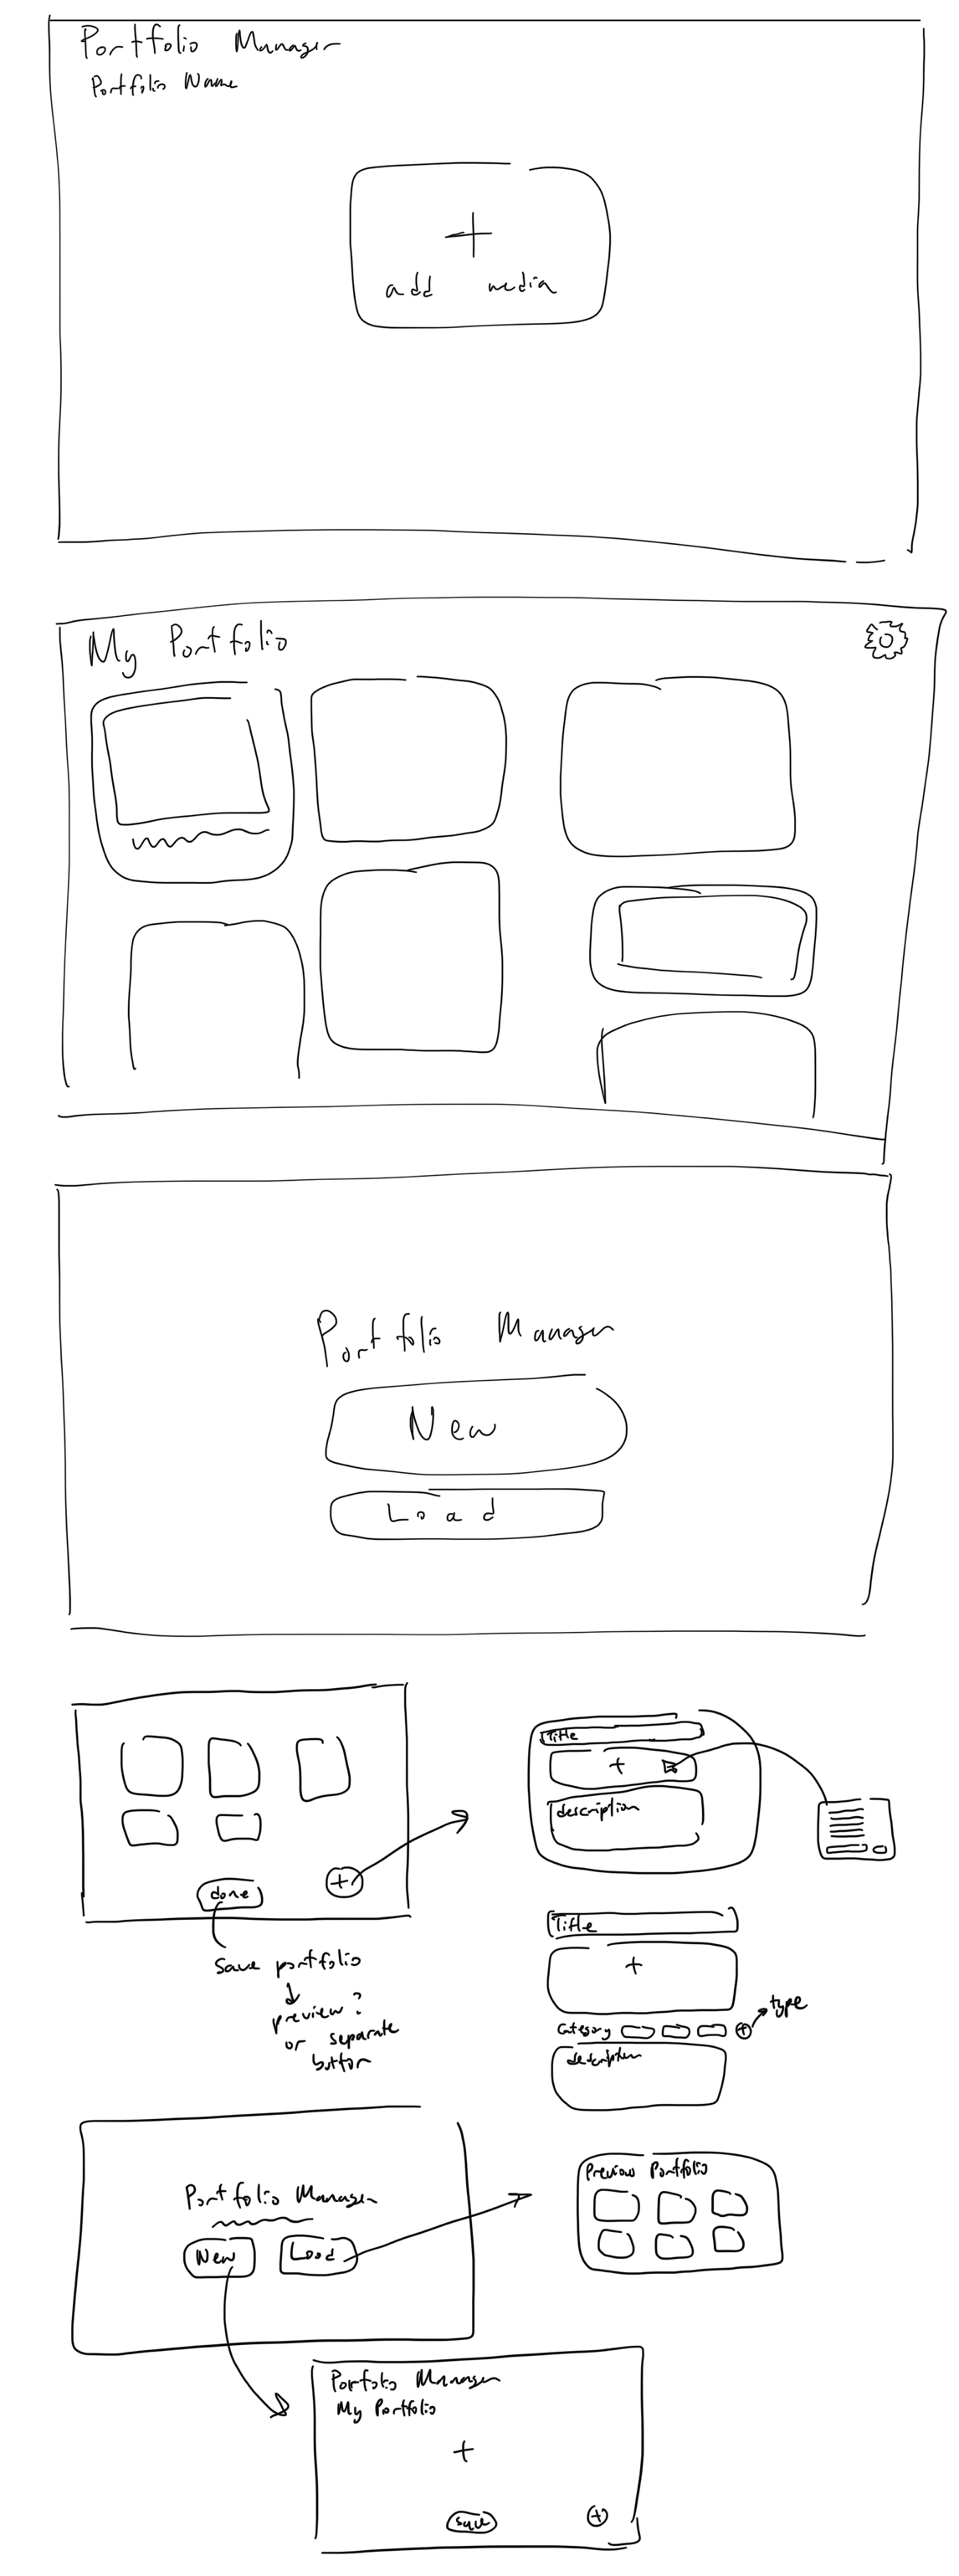 Portfolio Manager
Portfolio Name
+
add media
My Portfolio
Portfolio Manager
New
Load
Title
+
description
done
+
Save portfolio
preview?
or separate
button
Title
+
Category + type
description
Portfolio Manager
New Load
Preview Portfolio
Portfolio Manager
My Portfolio
+
save +